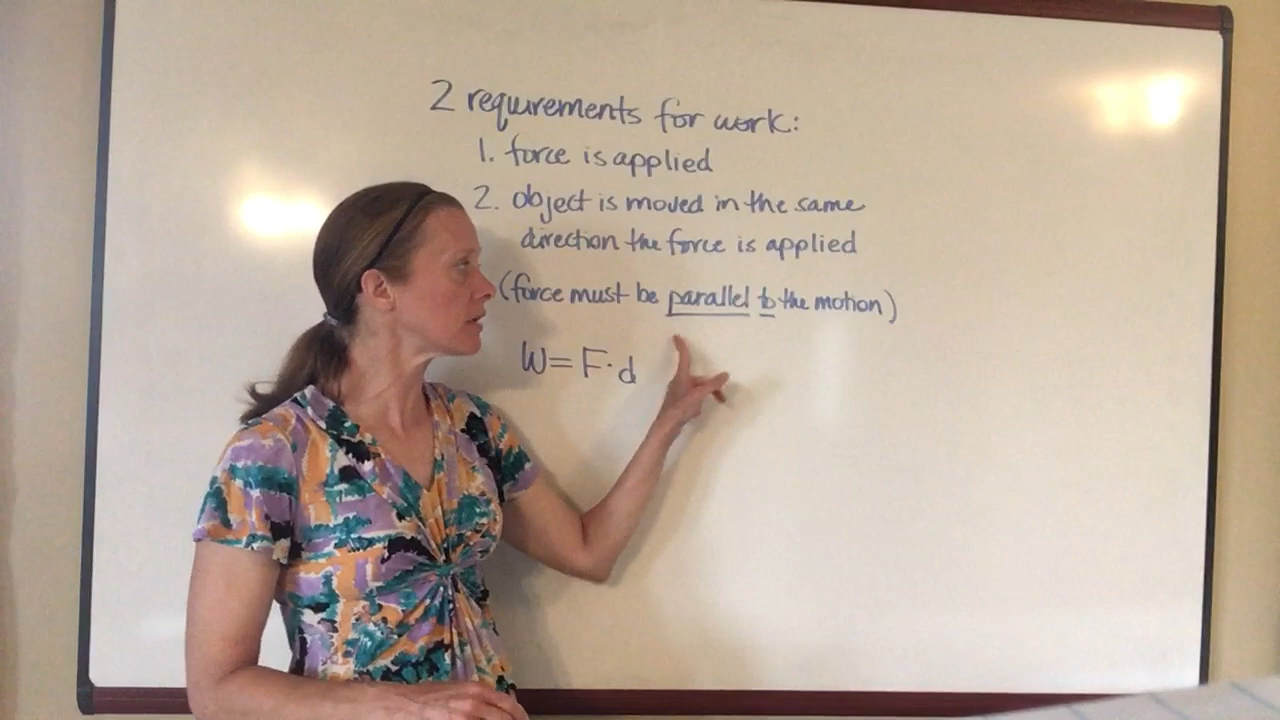 2 requirements for work:
1. force is applied
2. object is moved in the same
direction the force is applied
(force must be parallel to the motion)
W=F·d